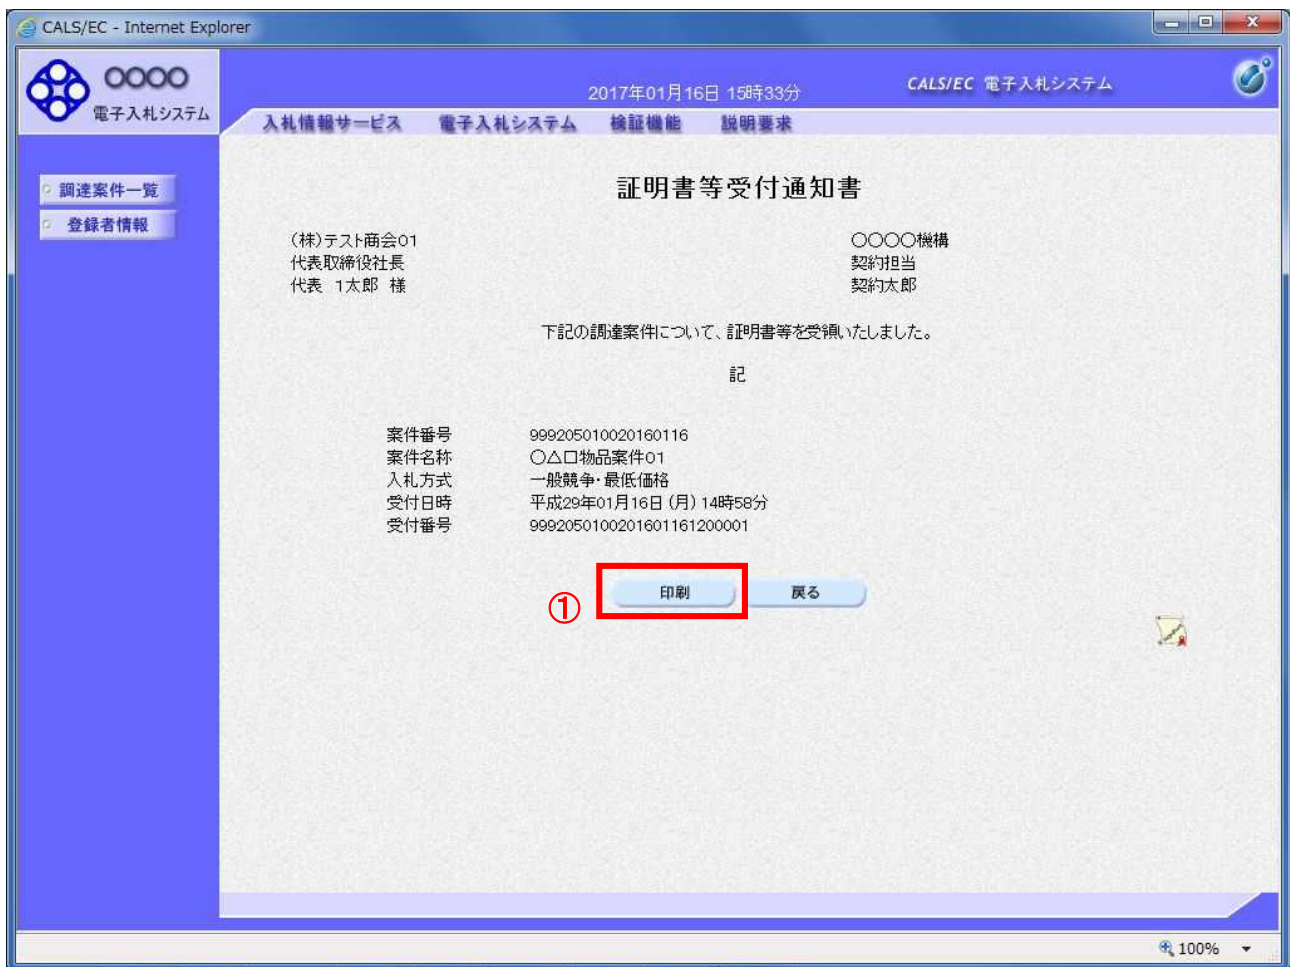 CALS/EC - Internet Explorer
〇〇〇〇
電子入札システム
2017年01月16日 15時33分
CALS/EC 電子入札システム
入札情報サービス 電子入札システム 検証機能 説明要求
調達案件一覧
登録者情報
証明書等受付通知書
(株)テスト商会01
代表取締役社長
代表 1太郎 様
〇〇〇〇機構
契約担当
契約太郎
下記の調達案件について、証明書等を受領いたしました。
記
案件番号 999205010020160116
案件名称 〇△口物品案件01
入札方式 一般競争・最低価格
受付日時 平成29年01月16日(月)14時58分
受付番号 9992050100201601161200001
① 印刷 戻る
100%